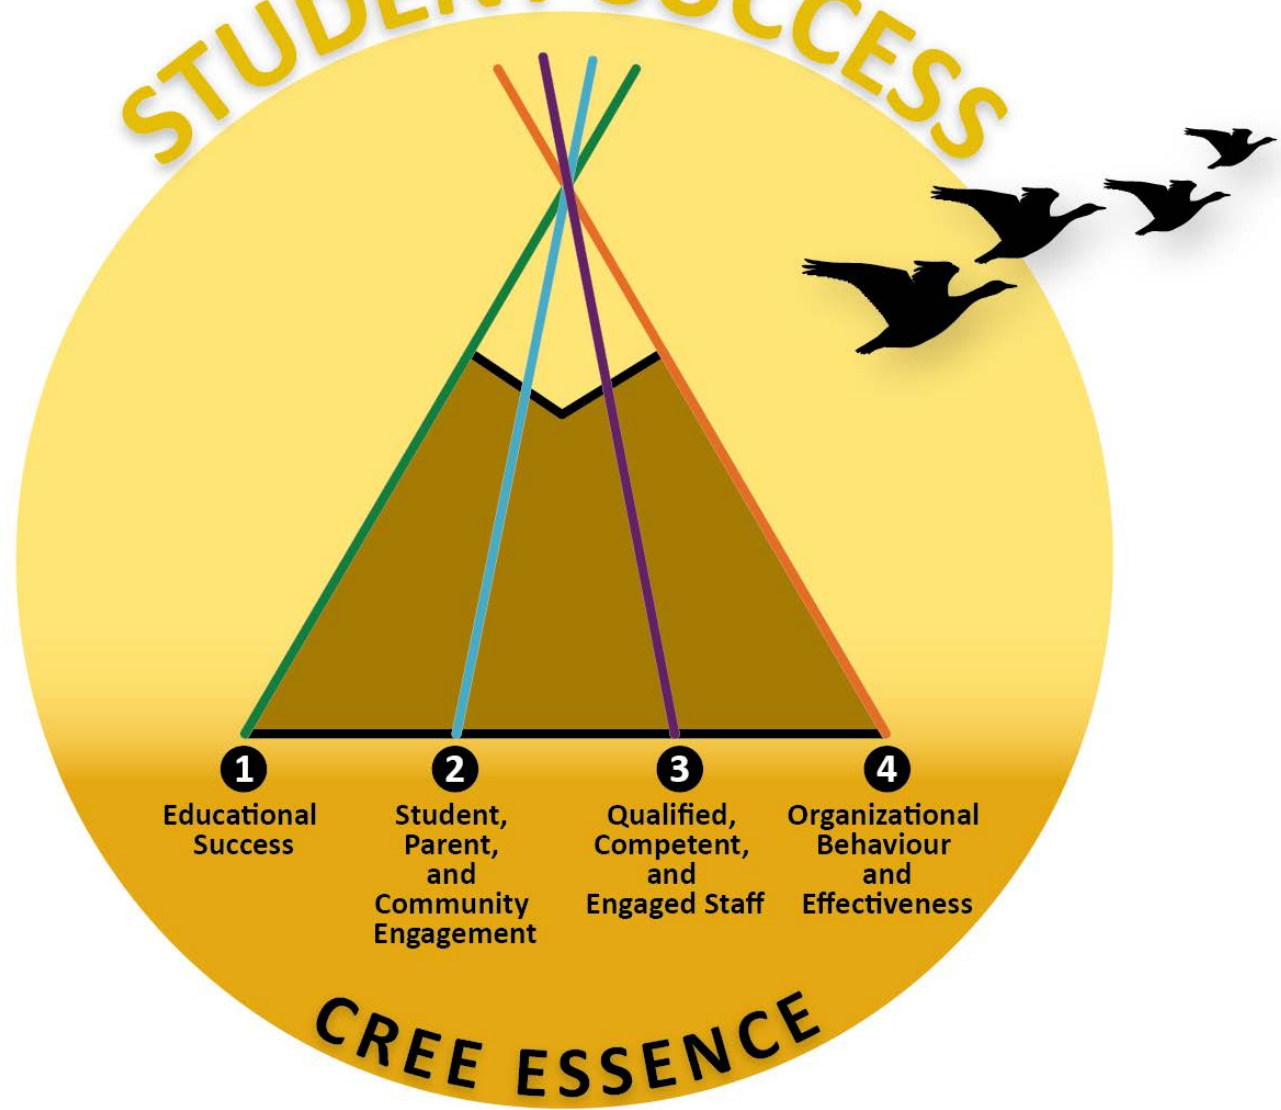 STUDENT SUCCESS
1
Educational
Success
2
Student,
Parent,
and
Community
Engagement
3
Qualified,
Competent,
and
Engaged Staff
4
Organizational
Behaviour
and
Effectiveness
CREE ESSENCE